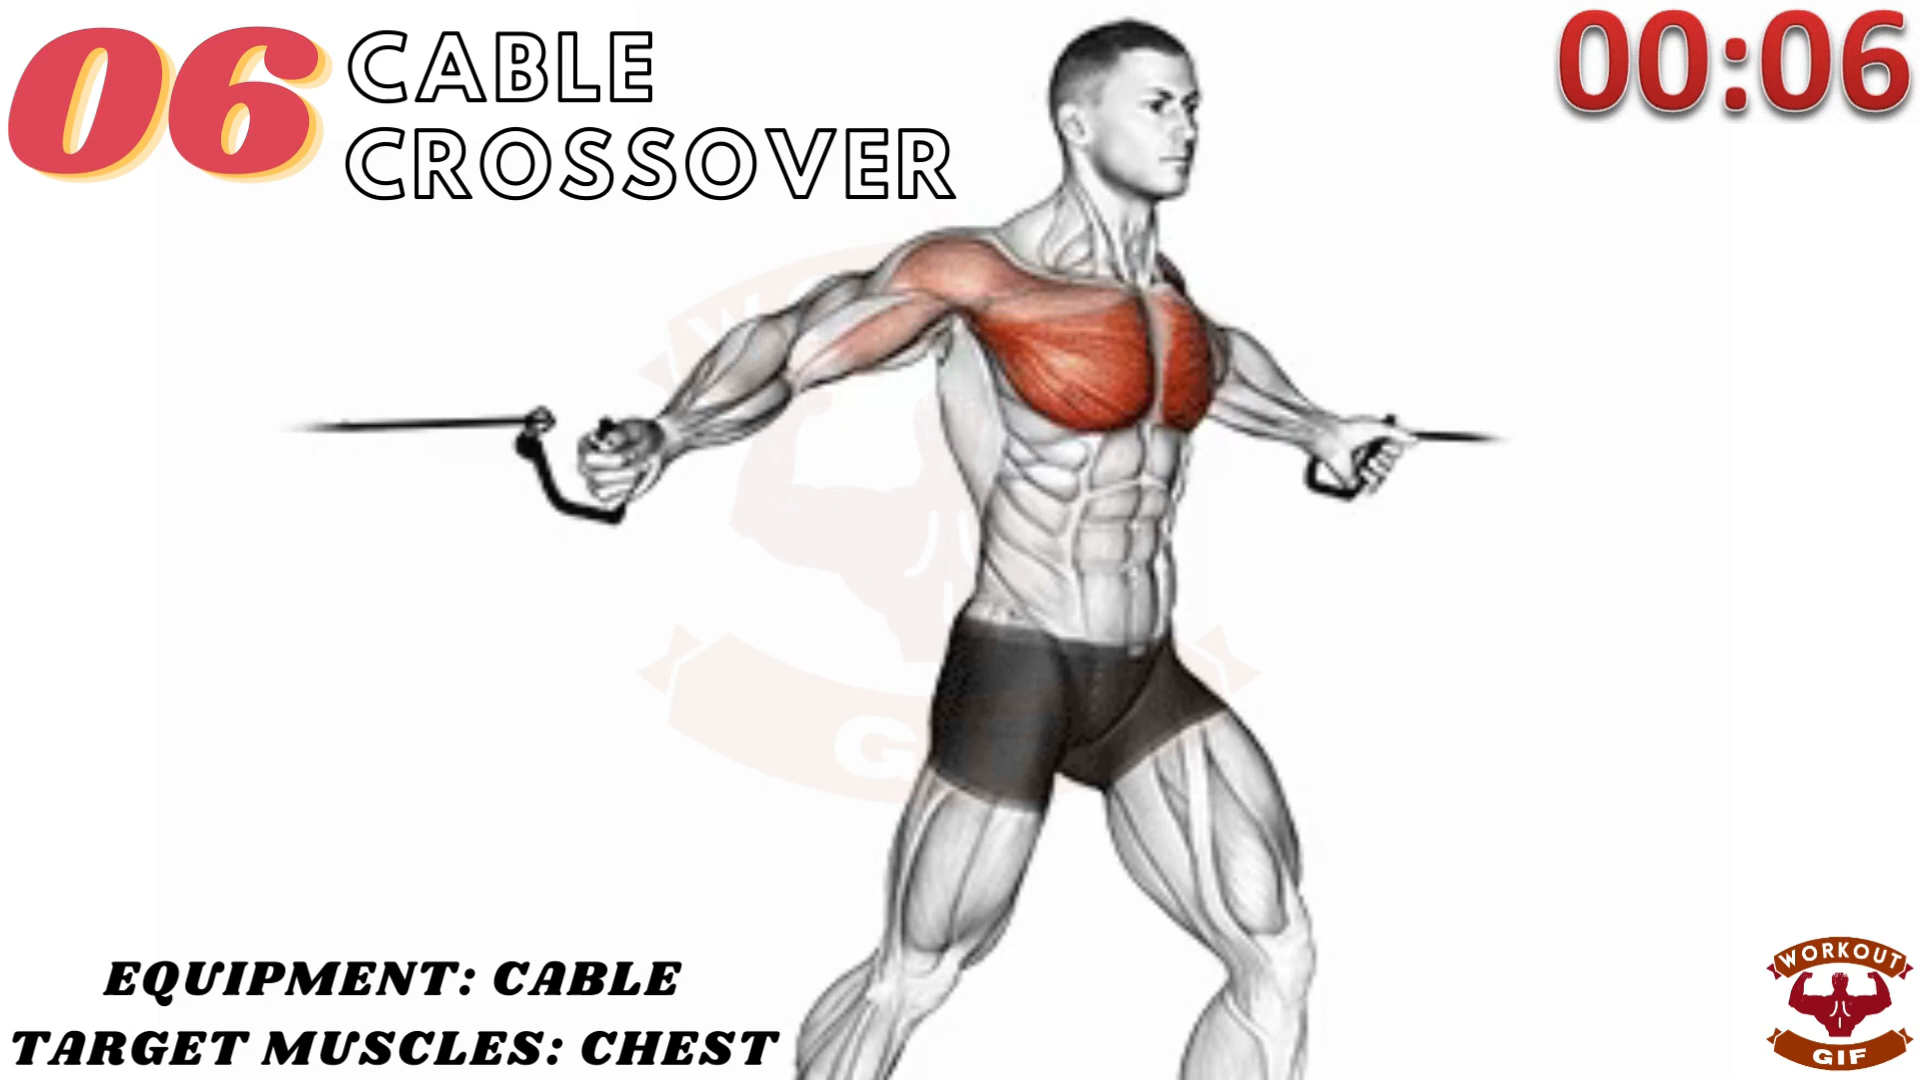 06
CABLE
CROSSOVER
00:06
EQUIPMENT: CABLE
TARGET MUSCLES: CHEST
WORKOUT
GIF